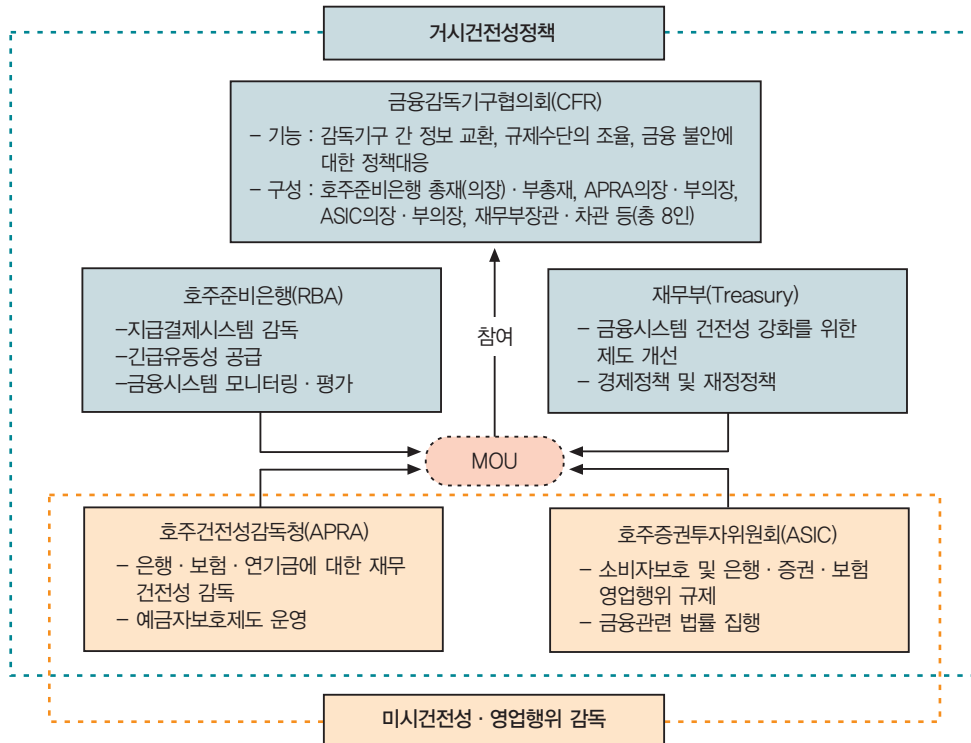 거시건전성정책
금융감독기구협의회(CFR)
– 기능 : 감독기구 간 정보 교환, 규제수단의 조율, 금융 불안에
대한 정책대응
– 구성 : 호주준비은행 총재(의장) · 부총재, APRA의장 · 부의장,
ASIC의장 · 부의장, 재무부장관 · 차관 등(총 8인)
호주준비은행(RBA)
–지급결제시스템 감독
–긴급유동성 공급
–금융시스템 모니터링 · 평가
참여
재무부(Treasury)
– 금융시스템 건전성 강화를 위한
제도 개선
– 경제정책 및 재정정책
MOU
호주건전성감독청(APRA)
– 은행 · 보험 · 연기금에 대한 재무
건전성 감독
– 예금자보호제도 운영
호주증권투자위원회(ASIC)
– 소비자보호 및 은행 · 증권 · 보험
영업행위 규제
– 금융관련 법률 집행
미시건전성 · 영업행위 감독